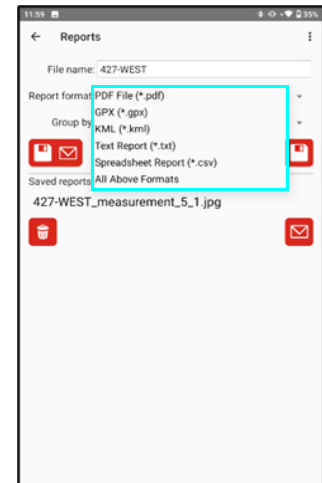 11:59 35%
Reports
File name: 427-WEST
Report format PDF File (*.pdf)
GPX (*.gpx)
Group by
KML (*.kml)
Text Report (*.txt)
Spreadsheet Report (*.csv)
Saved reports All Above Formats
427-WEST_measurement_5_1.jpg